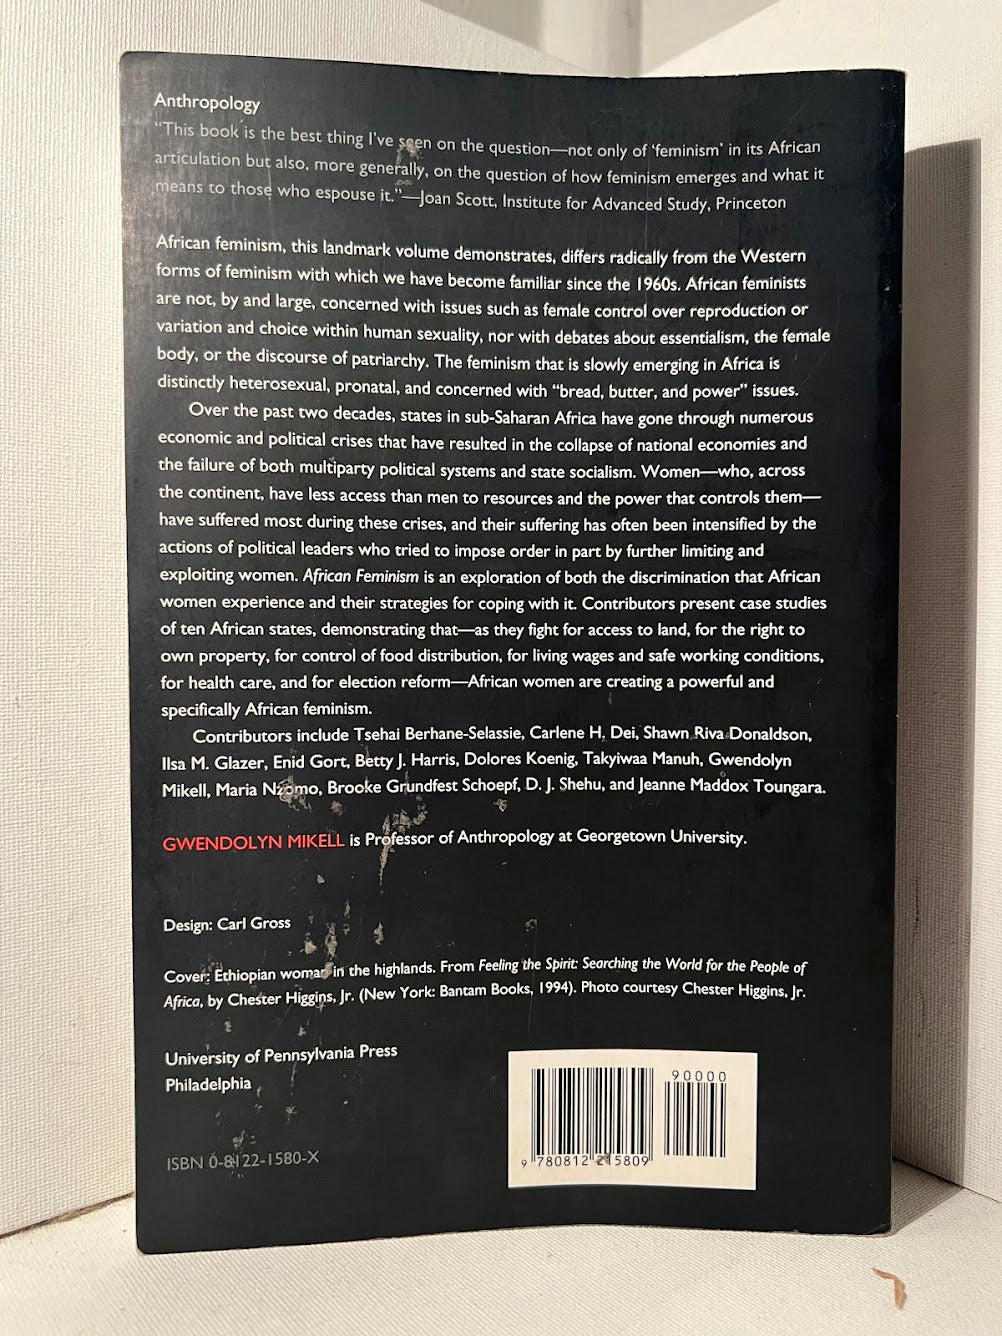 Anthropology
“This book is the best thing I’ve seen on the question—not only of ‘feminism’ in its African
articulation but also, more generally, on the question of how feminism emerges and what it
means to those who espouse it.”—Joan Scott, Institute for Advanced Study, Princeton
African feminism, this landmark volume demonstrates, differs radically from the Western
forms of feminism with which we have become familiar since the 1960s. African feminists
are not, by and large, concerned with issues such as female control over reproduction or
variation and choice within human sexuality, nor with debates about essentialism, the female
body, or the discourse of patriarchy. The feminism that is slowly emerging in Africa is
distinctly heterosexual, pronatal, and concerned with “bread, butter, and power” issues.
Over the past two decades, states in sub-Saharan Africa have gone through numerous
economic and political crises that have resulted in the collapse of national economies and
the failure of both multiparty political systems and state socialism. Women—who, across
the continent, have less access than men to resources and the power that controls them—
have suffered most during these crises, and their suffering has often been intensified by the
actions of political leaders who tried to impose order in part by further limiting and
exploiting women. African Feminism is an exploration of both the discrimination that African
women experience and their strategies for coping with it. Contributors present case studies
of ten African states, demonstrating that—as they fight for access to land, for the right to
own property, for control of food distribution, for living wages and safe working conditions,
for health care, and for election reform—African women are creating a powerful and
specifically African feminism.
Contributors include Tsehai Berhane-Selassie, Carlene H. Dei, Shawn Riva Donaldson,
Ilsa M. Glazer, Enid Gort, Betty J. Harris, Dolores Koenig, Takyiwaa Manuh, Gwendolyn
Mikell, Maria Nzomo, Brooke Grundfest Schoepf, D. J. Shehu, and Jeanne Maddox Toungara.
GWENDOLYN MIKELL is Professor of Anthropology at Georgetown University.
Design: Carl Gross
Cover: Ethiopian woman in the highlands. From Feeling the Spirit: Searching the World for the People of
Africa, by Chester Higgins, Jr. (New York: Bantam Books, 1994). Photo courtesy Chester Higgins, Jr.
University of Pennsylvania Press
Philadelphia
90000
9 780812 215809
ISBN 0-8122-1580-X